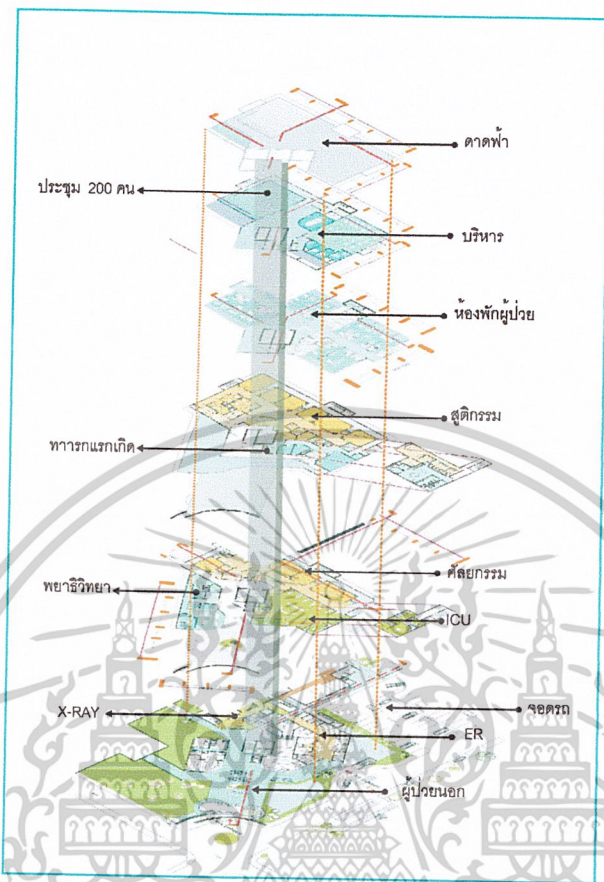 ดาดฟ้า
ประชุม 200 คน
บริหาร
ห้องพักผู้ป่วย
สูติกรรม
ทารกแรกเกิด
ศัลยกรรม
พยาธิวิทยา
ICU
X-RAY
จอดรถ
ER
ผู้ป่วยนอก